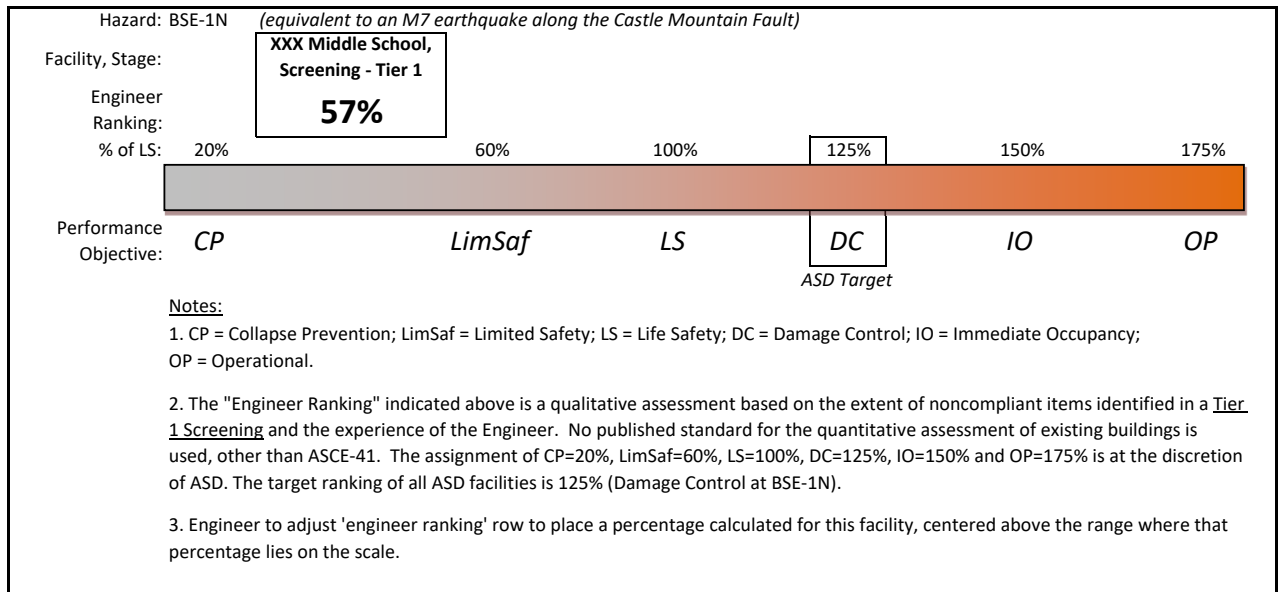 Hazard: BSE-1N (equivalent to an M7 earthquake along the Castle Mountain Fault)
Facility, Stage:
XXX Middle School,
Screening - Tier 1
Engineer
Ranking:
57%
% of LS: 20% 60% 100% 125% 150% 175%
Performance
Objective:
CP LimSaf LS DC IO OP
ASD Target
Notes:
1. CP = Collapse Prevention; LimSaf = Limited Safety; LS = Life Safety; DC = Damage Control; IO = Immediate Occupancy;
OP = Operational.
2. The "Engineer Ranking" indicated above is a qualitative assessment based on the extent of noncompliant items identified in a Tier
1 Screening and the experience of the Engineer. No published standard for the quantitative assessment of existing buildings is
used, other than ASCE-41. The assignment of CP=20%, LimSaf=60%, LS=100%, DC=125%, IO=150% and OP=175% is at the discretion
of ASD. The target ranking of all ASD facilities is 125% (Damage Control at BSE-1N).
3. Engineer to adjust 'engineer ranking' row to place a percentage calculated for this facility, centered above the range where that
percentage lies on the scale.